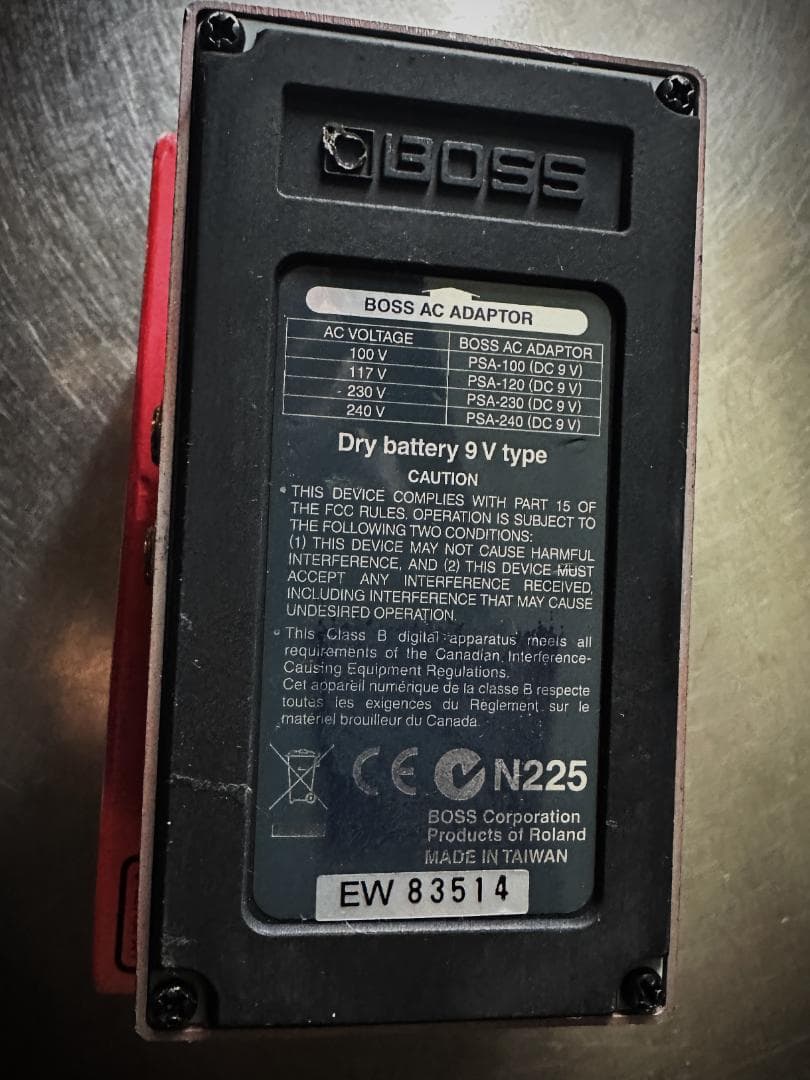 BOSS
BOSS AC ADAPTOR
AC VOLTAGE BOSS AC ADAPTOR
100 V PSA-100 (DC 9 V)
117 V PSA-120 (DC 9 V)
230 V PSA-230 (DC 9 V)
240 V PSA-240 (DC 9 V)
Dry battery 9 V type
CAUTION
• THIS DEVICE COMPLIES WITH PART 15 OF
THE FCC RULES. OPERATION IS SUBJECT TO
THE FOLLOWING TWO CONDITIONS:
(1) THIS DEVICE MAY NOT CAUSE HARMFUL
INTERFERENCE, AND (2) THIS DEVICE MUST
ACCEPT ANY INTERFERENCE RECEIVED,
INCLUDING INTERFERENCE THAT MAY CAUSE
UNDESIRED OPERATION.
• This Class B digital apparatus meets all
requirements of the Canadian Interference-
Causing Equipment Regulations.
Cet appareil numérique de la classe B respecte
toutes les exigences du Règlement sur le
matériel brouilleur du Canada.
CE N225
BOSS Corporation
Products of Roland
MADE IN TAIWAN
EW 83514